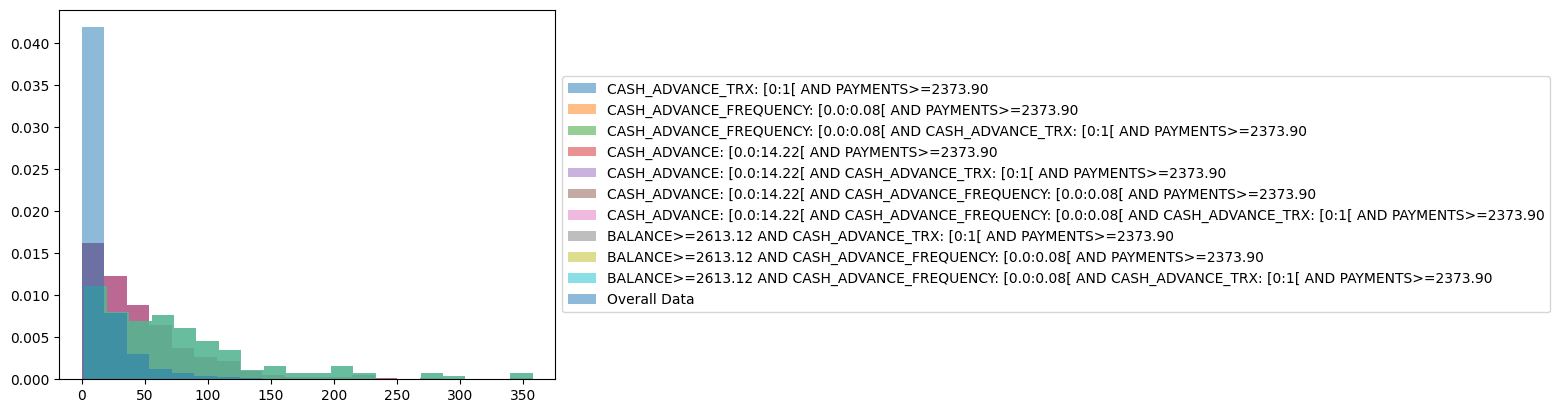 0.040
0.035
0.030
0.025
0.020
0.015
0.010
0.005
0.000
0 50 100 150 200 250 300 350
CASH_ADVANCE_TRX: [0:1[ AND PAYMENTS>=2373.90
CASH_ADVANCE_FREQUENCY: [0.0:0.08[ AND PAYMENTS>=2373.90
CASH_ADVANCE_FREQUENCY: [0.0:0.08[ AND CASH_ADVANCE_TRX: [0:1[ AND PAYMENTS>=2373.90
CASH_ADVANCE: [0.0:14.22[ AND PAYMENTS>=2373.90
CASH_ADVANCE: [0.0:14.22[ AND CASH_ADVANCE_TRX: [0:1[ AND PAYMENTS>=2373.90
CASH_ADVANCE: [0.0:14.22[ AND CASH_ADVANCE_FREQUENCY: [0.0:0.08[ AND PAYMENTS>=2373.90
CASH_ADVANCE: [0.0:14.22[ AND CASH_ADVANCE_FREQUENCY: [0.0:0.08[ AND CASH_ADVANCE_TRX: [0:1[ AND PAYMENTS>=2373.90
BALANCE>=2613.12 AND CASH_ADVANCE_TRX: [0:1[ AND PAYMENTS>=2373.90
BALANCE>=2613.12 AND CASH_ADVANCE_FREQUENCY: [0.0:0.08[ AND PAYMENTS>=2373.90
BALANCE>=2613.12 AND CASH_ADVANCE_FREQUENCY: [0.0:0.08[ AND CASH_ADVANCE_TRX: [0:1[ AND PAYMENTS>=2373.90
Overall Data